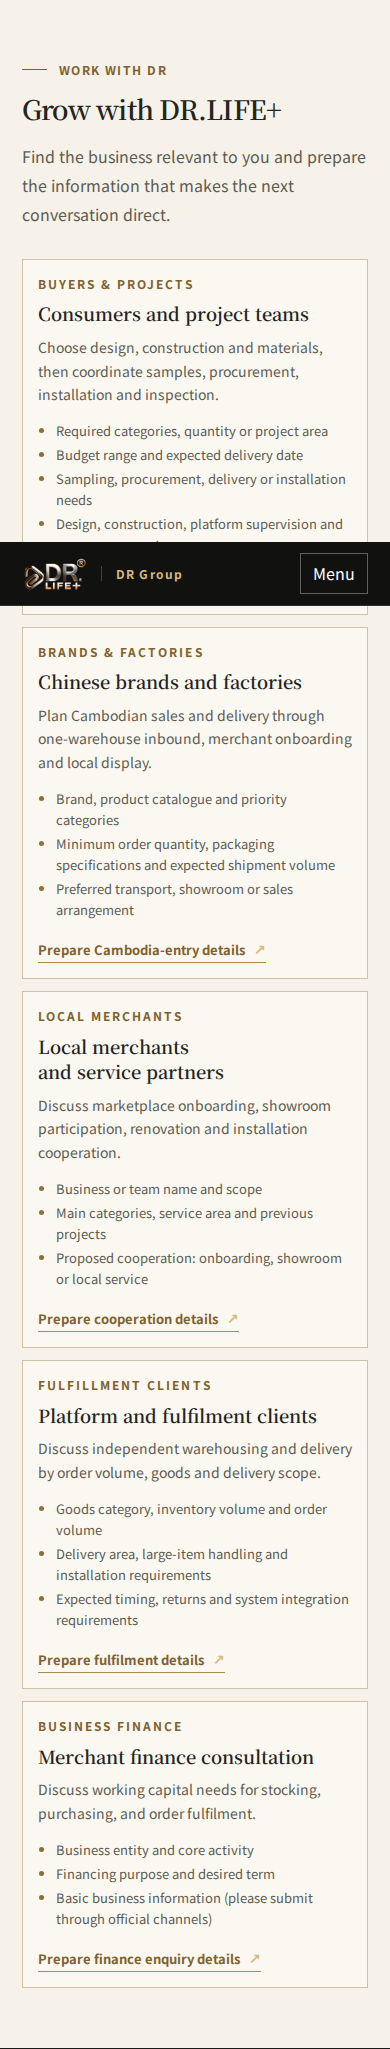 WORK WITH DR
Grow with DR.LIFE+
Find the business relevant to you and prepare
the information that makes the next
conversation direct.
BUYERS & PROJECTS
Consumers and project teams
Choose design, construction and materials,
then coordinate samples, procurement,
installation and inspection.
Required categories, quantity or project area
Budget range and expected delivery date
Sampling, procurement, delivery or installation
needs
Design, construction, platform supervision and
DR.® LIFE+
DR Group
Menu
BRANDS & FACTORIES
Chinese brands and factories
Plan Cambodian sales and delivery through
one-warehouse inbound, merchant onboarding
and local display.
Brand, product catalogue and priority
categories
Minimum order quantity, packaging
specifications and expected shipment volume
Preferred transport, showroom or sales
arrangement
Prepare Cambodia-entry details ↗
LOCAL MERCHANTS
Local merchants
and service partners
Discuss marketplace onboarding, showroom
participation, renovation and installation
cooperation.
Business or team name and scope
Main categories, service area and previous
projects
Proposed cooperation: onboarding, showroom
or local service
Prepare cooperation details ↗
FULFILLMENT CLIENTS
Platform and fulfilment clients
Discuss independent warehousing and delivery
by order volume, goods and delivery scope.
Goods category, inventory volume and order
volume
Delivery area, large-item handling and
installation requirements
Expected timing, returns and system integration
requirements
Prepare fulfilment details ↗
BUSINESS FINANCE
Merchant finance consultation
Discuss working capital needs for stocking,
purchasing, and order fulfilment.
Business entity and core activity
Financing purpose and desired term
Basic business information (please submit
through official channels)
Prepare finance enquiry details ↗